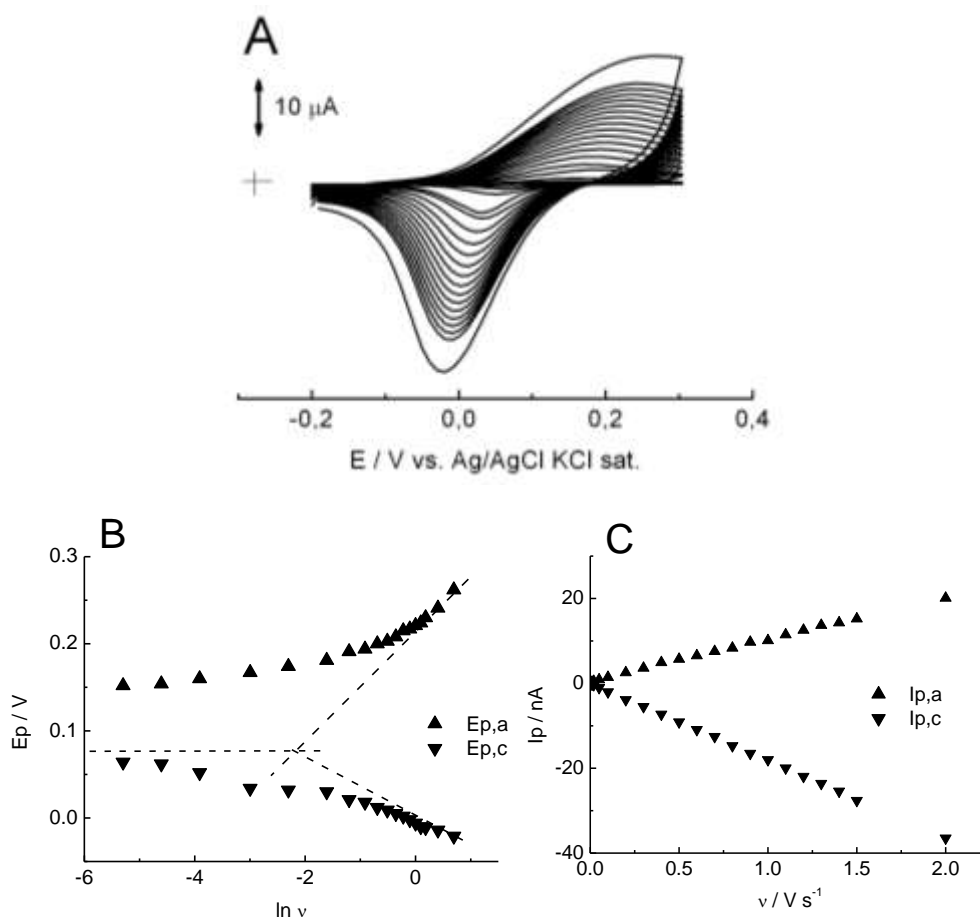 A
10 µA
-0,2 0,0 0,2 0,4
E / V vs. Ag/AgCl KCl sat.
B
0.3
0.2
0.1
0.0
Ep / V
Ep,a
Ep,c
-6 -4 -2 0
ln ν
C
20
0
-20
-40
Ip / nA
Ip,a
Ip,c
0.0 0.5 1.0 1.5 2.0
ν / V s⁻¹